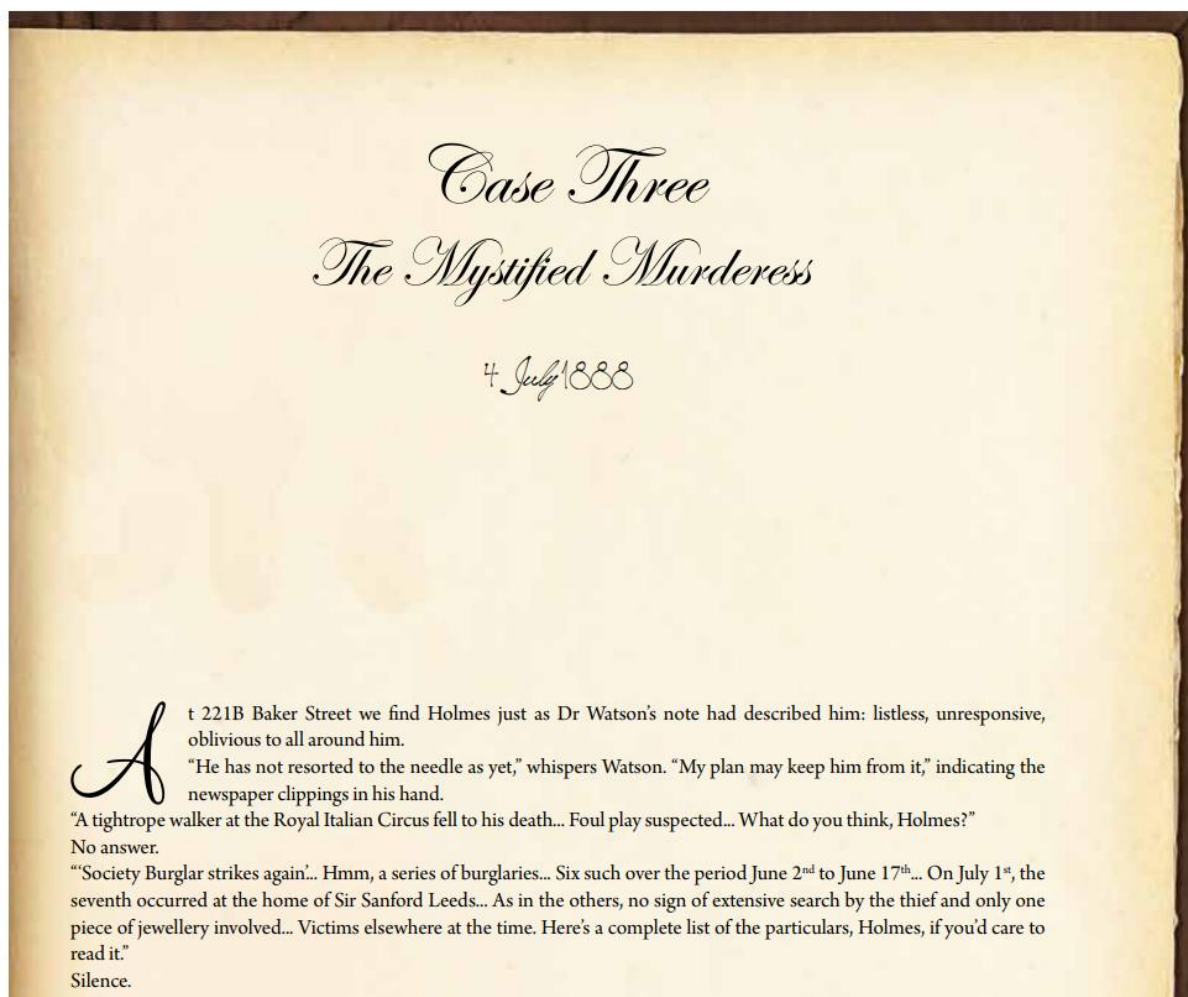 Case Three
The Mystified Murderess
4 July 1888
At 221B Baker Street we find Holmes just as Dr Watson's note had described him: listless, unresponsive,
oblivious to all around him.
“He has not resorted to the needle as yet,” whispers Watson. “My plan may keep him from it,” indicating the
newspaper clippings in his hand.
“A tightrope walker at the Royal Italian Circus fell to his death... Foul play suspected... What do you think, Holmes?”
No answer.
“‘Society Burglar strikes again’... Hmm, a series of burglaries... Six such over the period June 2nd to June 17th... On July 1st, the
seventh occurred at the home of Sir Sanford Leeds... As in the others, no sign of extensive search by the thief and only one
piece of jewellery involved... Victims elsewhere at the time. Here's a complete list of the particulars, Holmes, if you'd care to
read it.”
Silence.